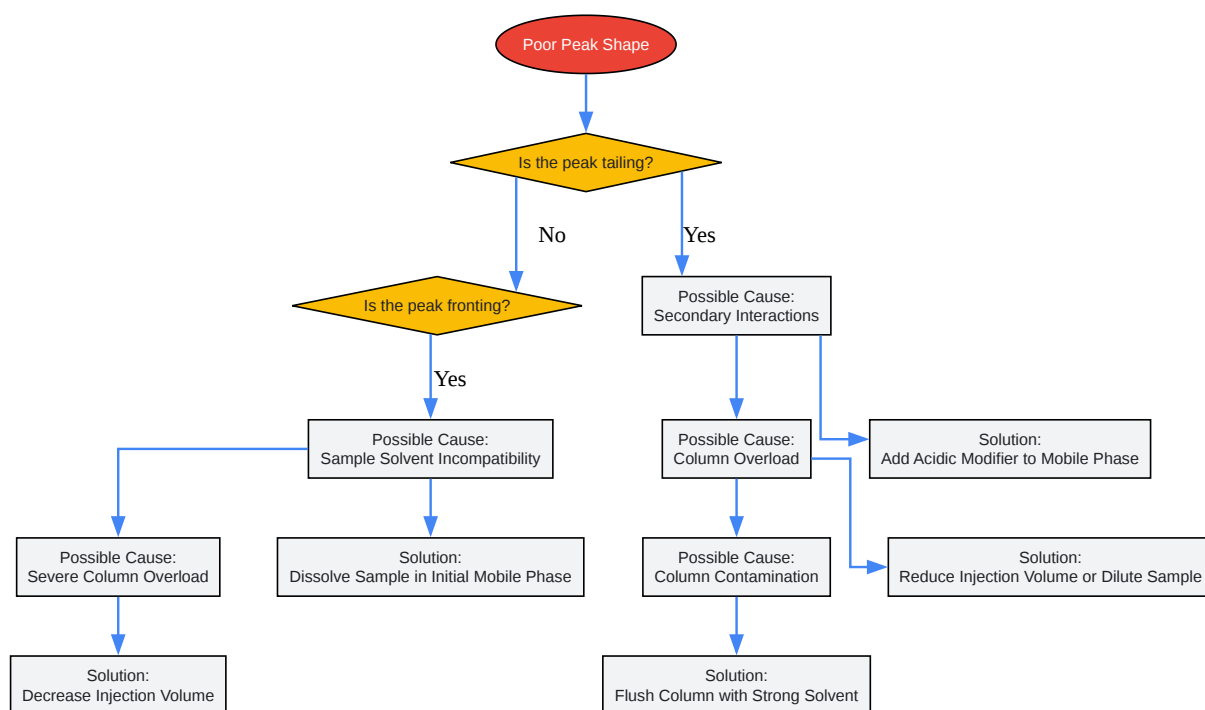 Poor Peak Shape
Is the peak tailing?
No
Yes
Is the peak fronting?
Possible Cause:
Secondary Interactions
Yes
Possible Cause:
Sample Solvent Incompatibility
Possible Cause:
Column Overload
Solution:
Add Acidic Modifier to Mobile Phase
Possible Cause:
Severe Column Overload
Solution:
Dissolve Sample in Initial Mobile Phase
Possible Cause:
Column Contamination
Solution:
Reduce Injection Volume or Dilute Sample
Solution:
Decrease Injection Volume
Solution:
Flush Column with Strong Solvent